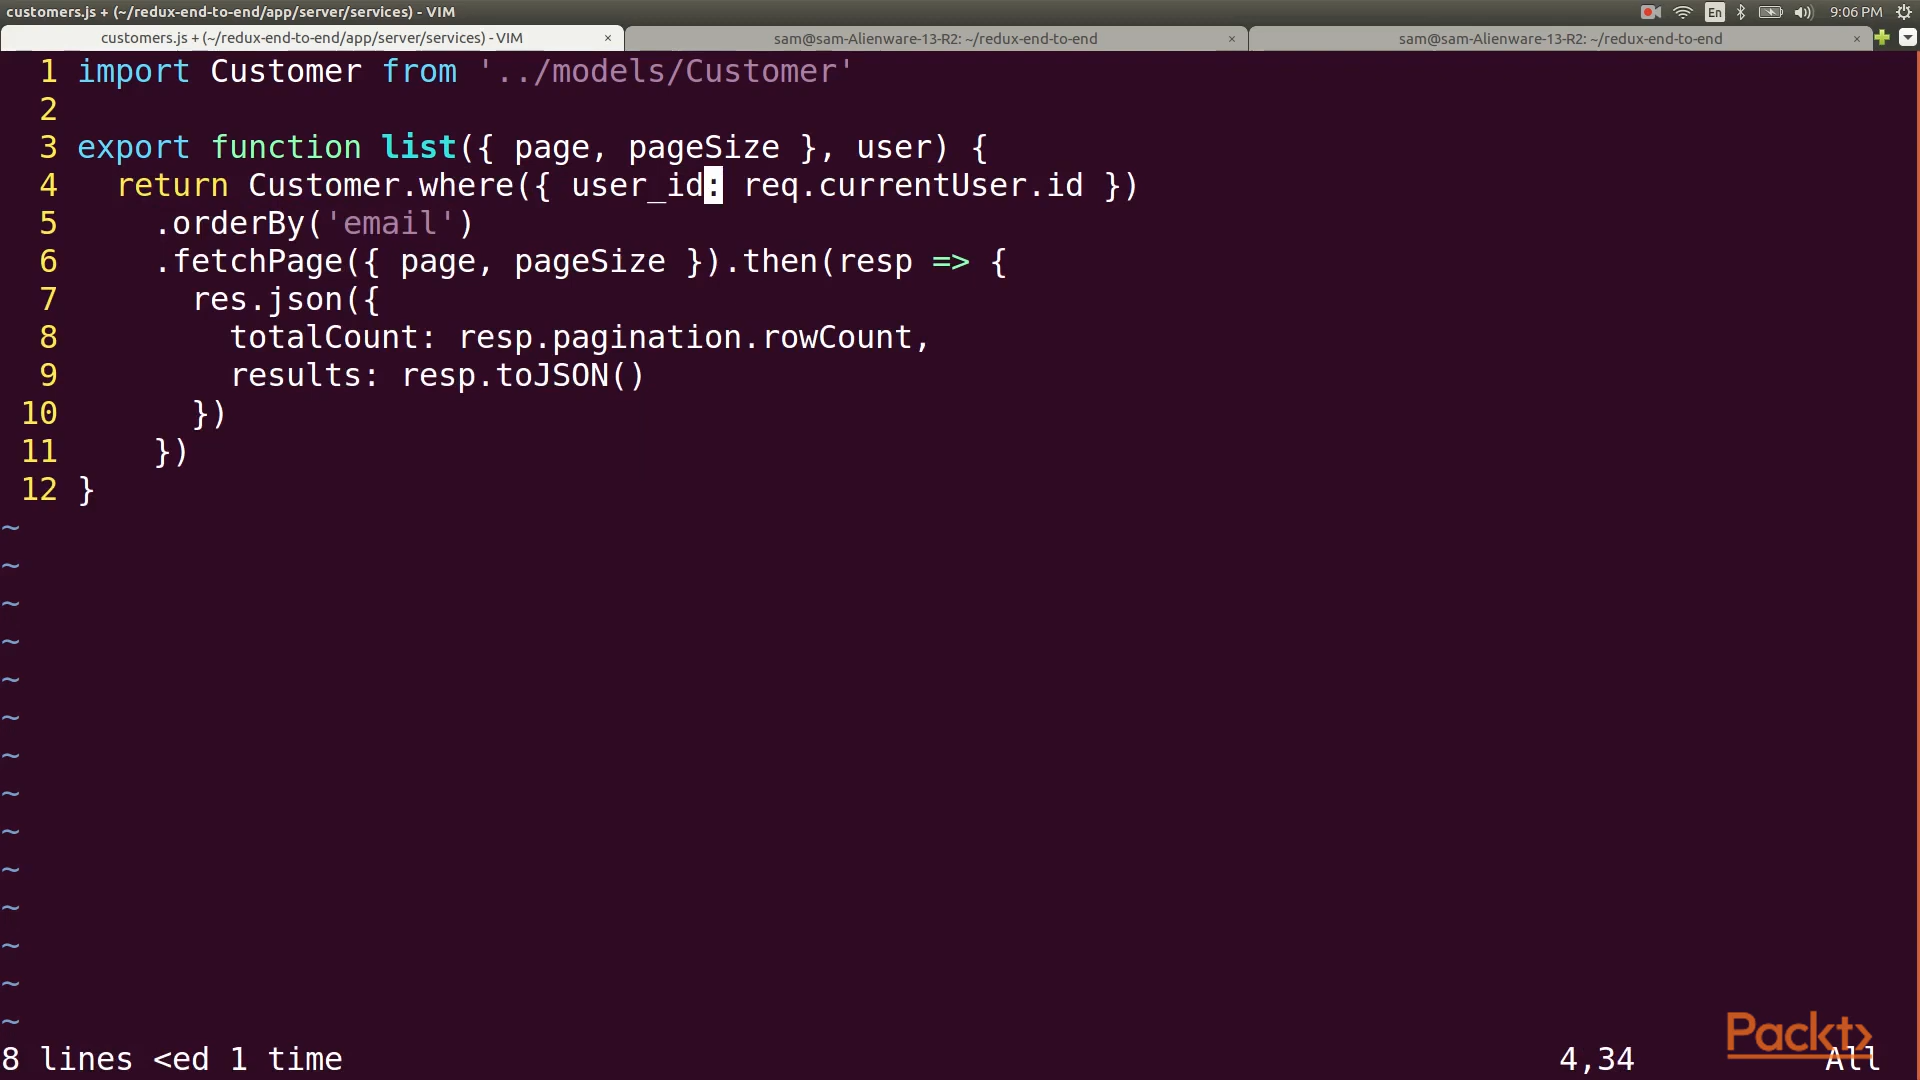 customers.js + (~/redux-end-to-end/app/server/services) - VIM
En 9:06 PM
customers.js + (~/redux-end-to-end/app/server/services) - VIM ×
sam@sam-Alienware-13-R2: ~/redux-end-to-end ×
sam@sam-Alienware-13-R2: ~/redux-end-to-end ×
1 import Customer from '../models/Customer'
2
3 export function list({ page, pageSize }, user) {
4   return Customer.where({ user_id: req.currentUser.id })
5     .orderBy('email')
6     .fetchPage({ page, pageSize }).then(resp => {
7       res.json({
8         totalCount: resp.pagination.rowCount,
9         results: resp.toJSON()
10       })
11     })
12 }
~
~
~
~
~
~
~
~
~
~
~
~
~
~
8 lines <ed 1 time 4,34 All
Packt>